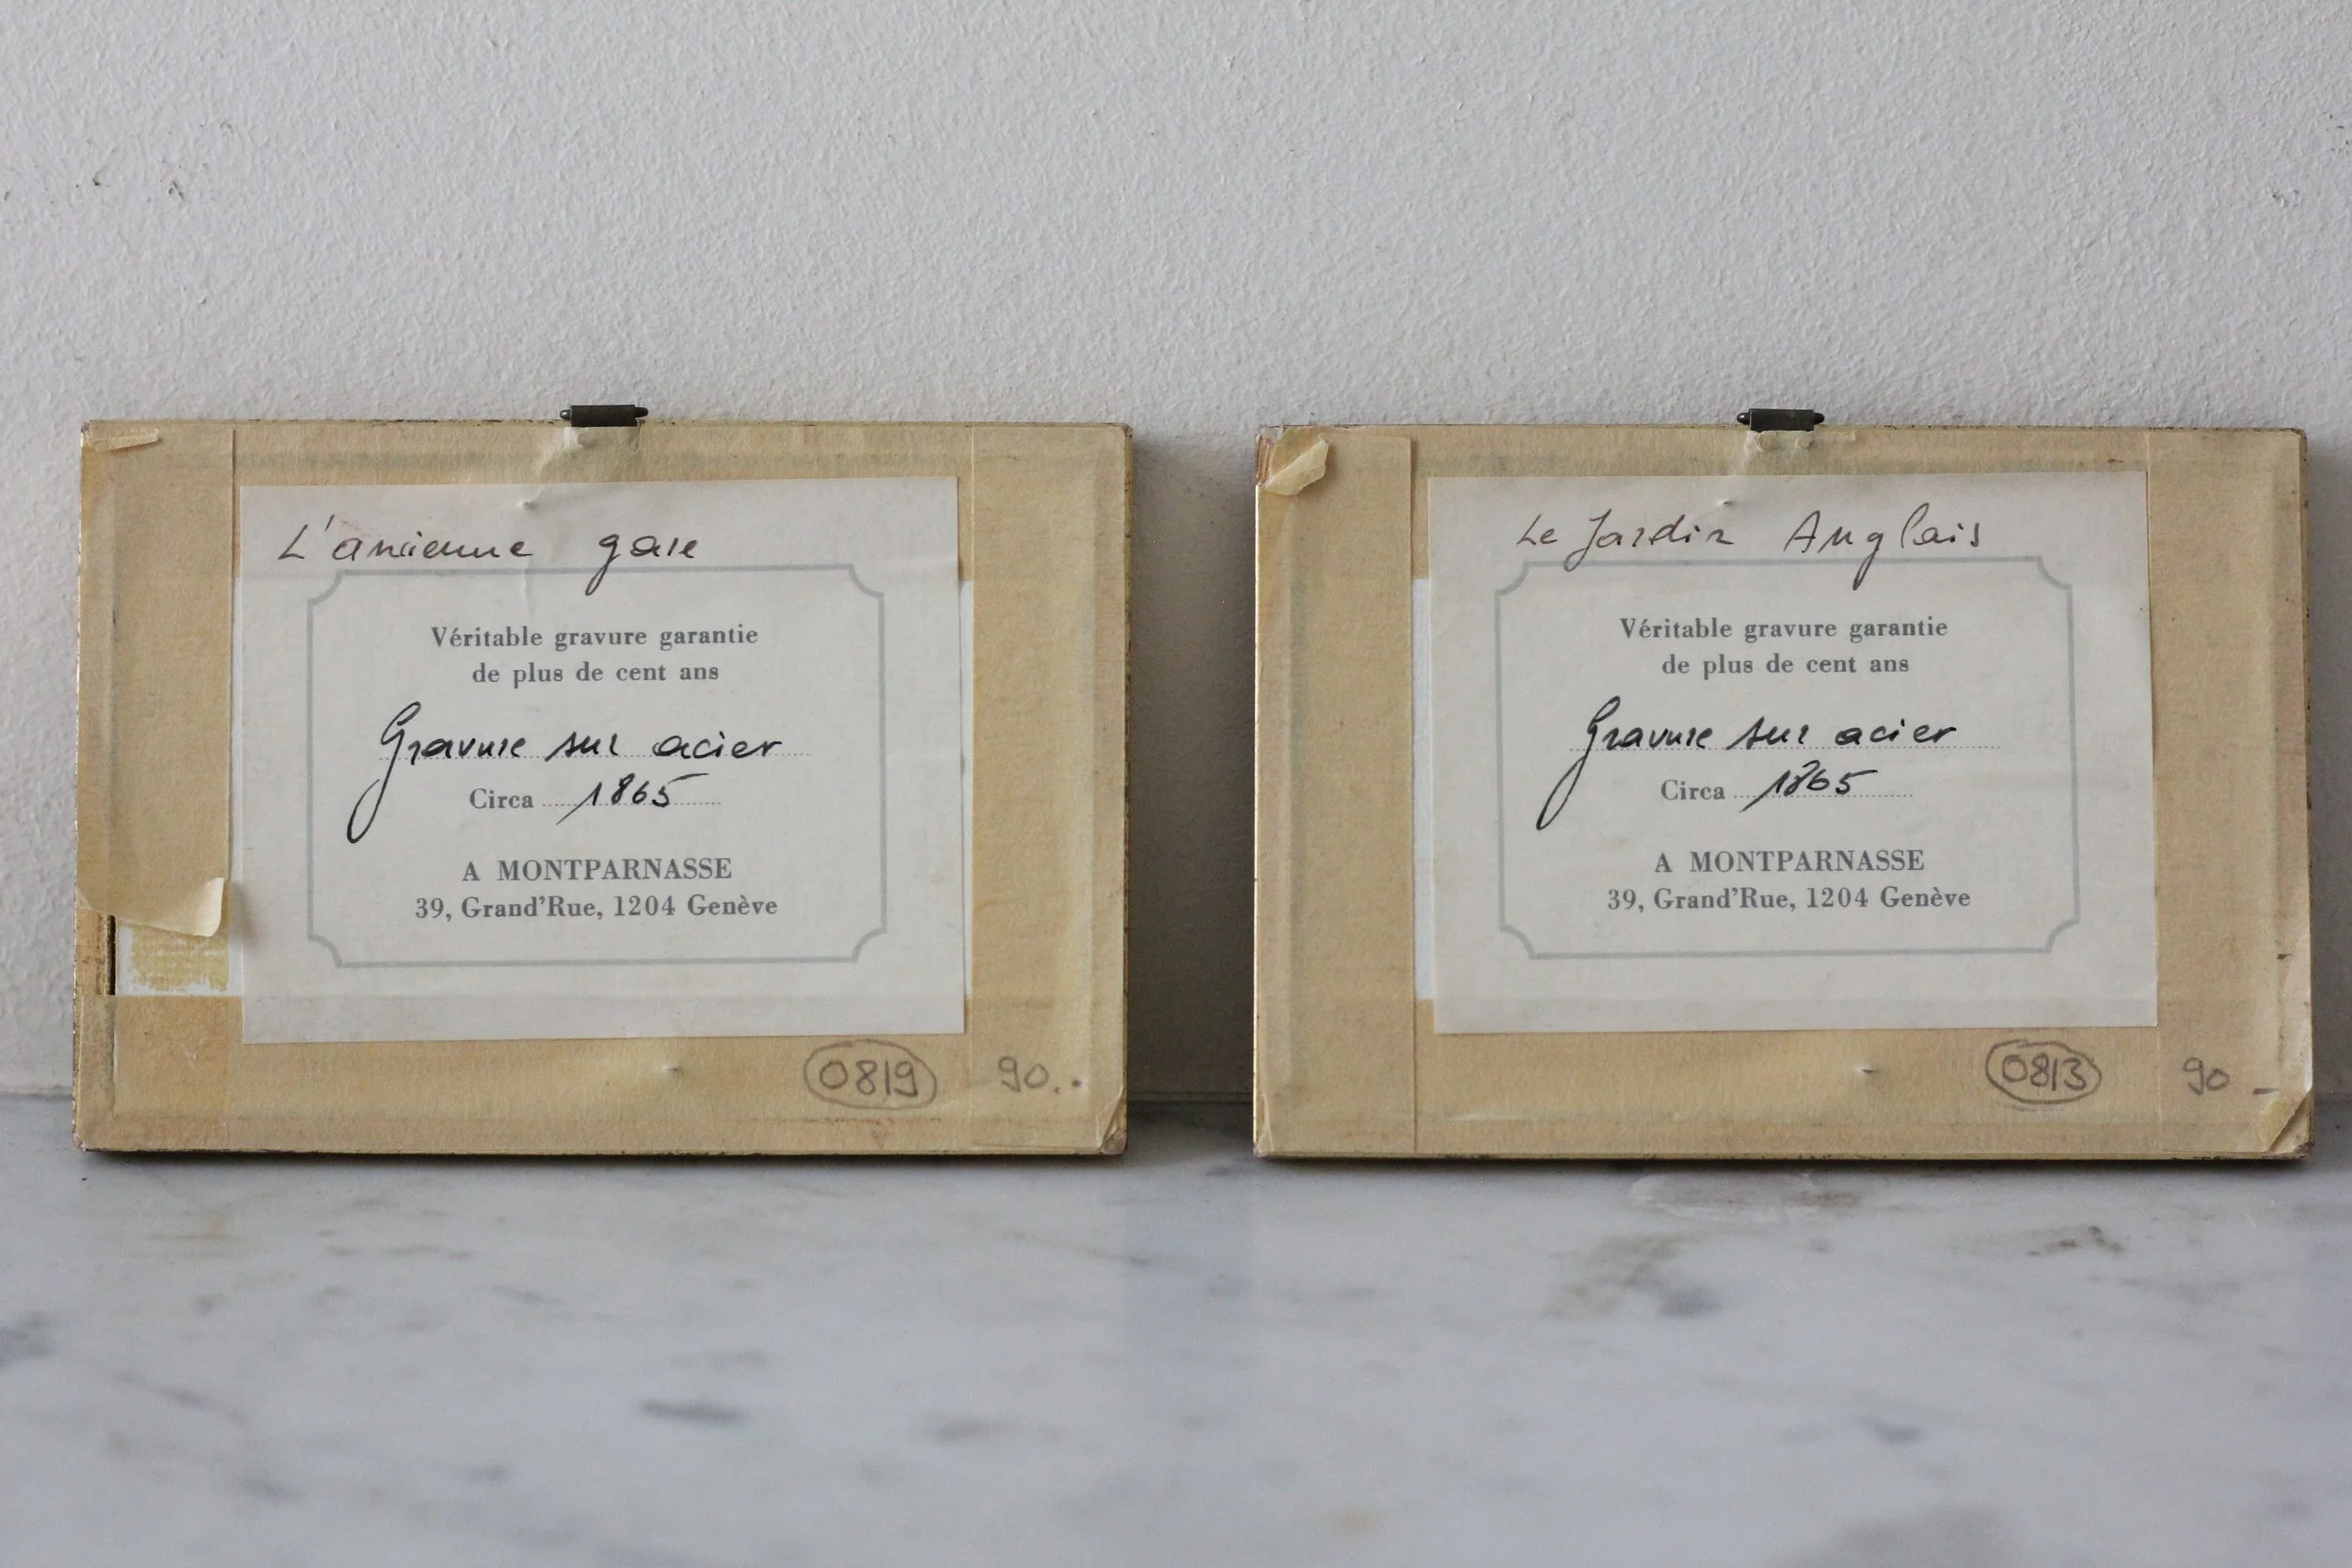 L'ancienne gare
Véritable gravure garantie
de plus de cent ans
Gravure sur acier
Circa 1865
A MONTPARNASSE
39, Grand'Rue, 1204 Genève
0819 90.-
Le Jardin Anglais
Véritable gravure garantie
de plus de cent ans
Gravure sur acier
Circa 1865
A MONTPARNASSE
39, Grand'Rue, 1204 Genève
0813 90 -